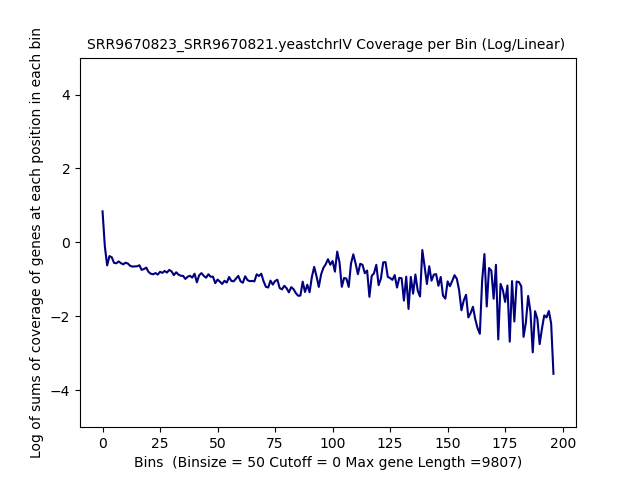 SRR9670823_SRR9670821.yeastchrIV Coverage per Bin (Log/Linear)
Log of sums of coverage of genes at each position in each bin
4
2
0
−2
−4
0 25 50 75 100 125 150 175 200
Bins  (Binsize = 50 Cutoff = 0 Max gene Length =9807)